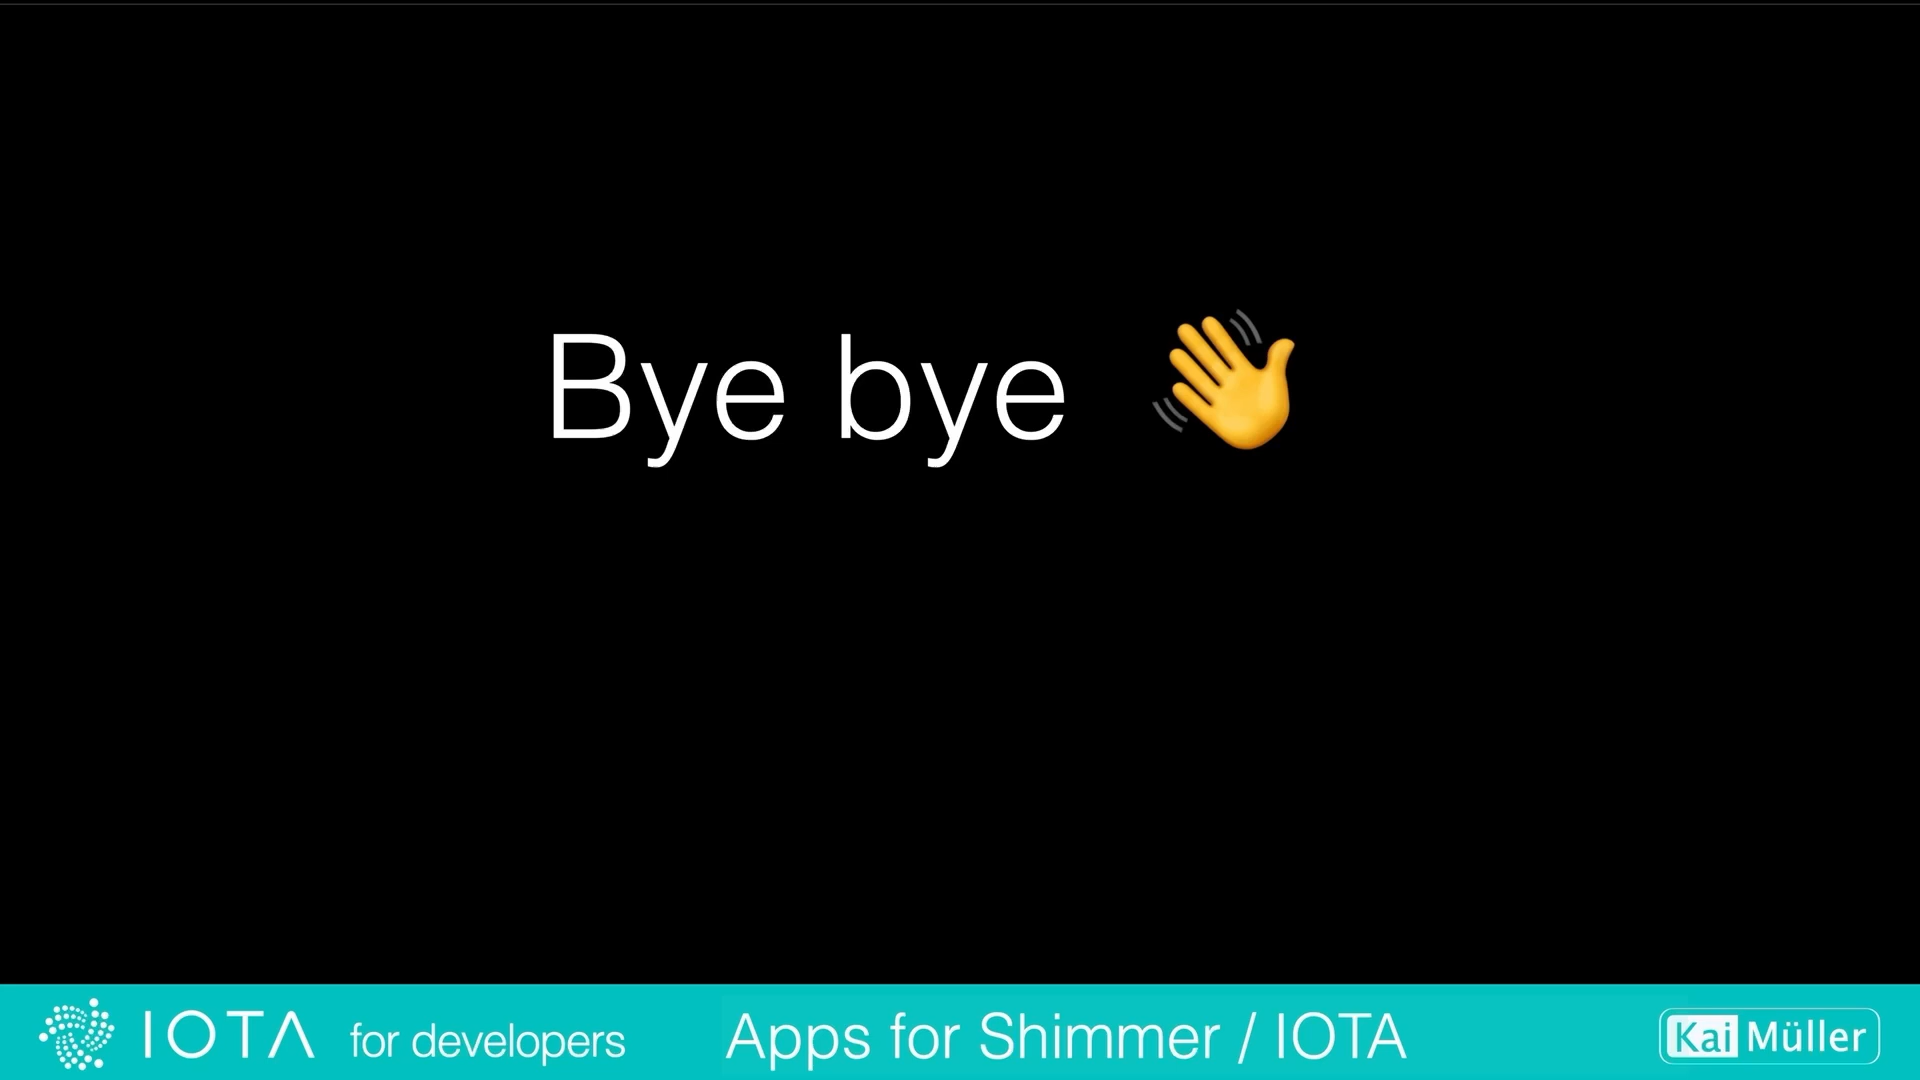 Bye bye 👋
IOTA for developers
Apps for Shimmer / IOTA
Kai Müller